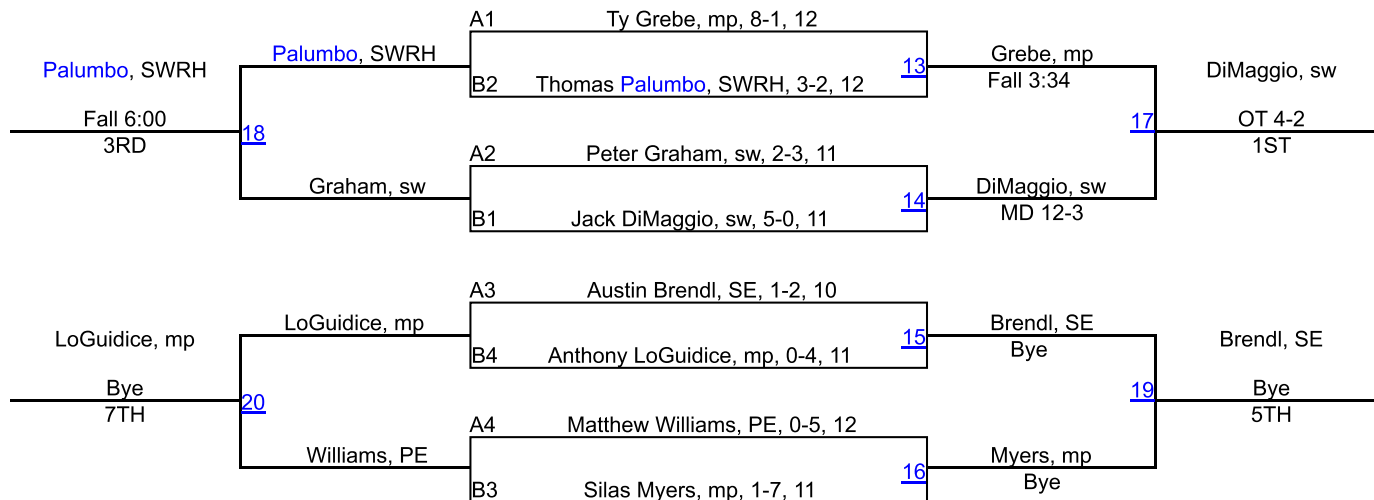 A1 Ty Grebe, mp, 8-1, 12
Palumbo, SWRH
Grebe, mp
Palumbo, SWRH
DiMaggio, sw
13
B2 Thomas Palumbo, SWRH, 3-2, 12
Fall 3:34
Fall 6:00
18
3RD
17
OT 4-2
1ST
A2 Peter Graham, sw, 2-3, 11
Graham, sw
14
DiMaggio, sw
MD 12-3
B1 Jack DiMaggio, sw, 5-0, 11
A3 Austin Brendl, SE, 1-2, 10
LoGuidice, mp
Brendl, SE
LoGuidice, mp
15
Brendl, SE
B4 Anthony LoGuidice, mp, 0-4, 11
Bye
Bye
20
7TH
19
Bye
5TH
A4 Matthew Williams, PE, 0-5, 12
Williams, PE
16
Myers, mp
Bye
B3 Silas Myers, mp, 1-7, 11